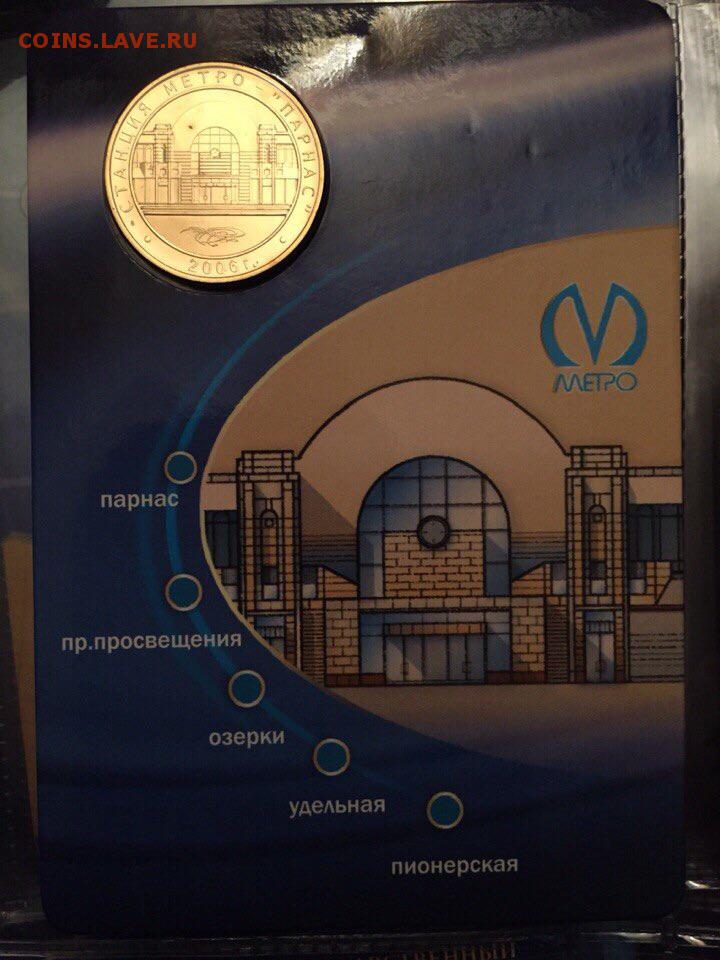 COINS.LAVE.RU
СТАНЦИЯ МЕТРО - "ПАРНАС"
2006г.
МЕТРО
парнас
пр.просвещения
озерки
удельная
пионерская